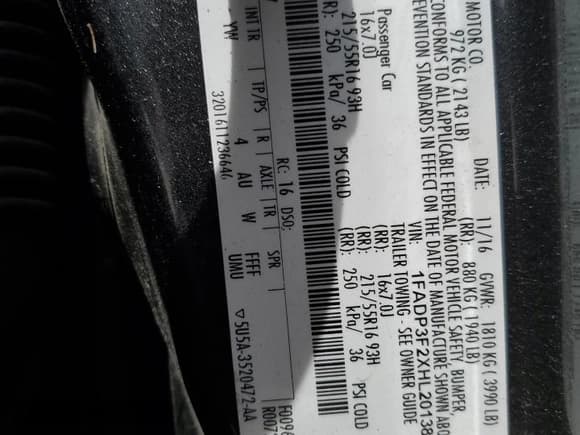 MOTOR CO.
DATE: 11/16 GVWR: 1810 KG ( 3990 LB)
972 KG ( 2143 LB) (RR): 880 KG ( 1940 LB)
CONFORMS TO ALL APPLICABLE FEDERAL MOTOR VEHICLE SAFETY, BUMPER,
EVENTION STANDARDS IN EFFECT ON THE DATE OF MANUFACTURE SHOWN ABO
VIN: 1FADP3F2XHL20138
Passenger Car TRAILER TOWING - SEE OWNER GUIDE
16x7.0J (RR): 16x7.0J
215/55R16 93H (RR): 215/55R16 93H
(R): 250 kPa/ 36 PSI COLD (RR): 250 kPa/ 36 PSI COLD
RC: 16 DSO:
INT TR TP/PS R AXLE TR SPR
YW 4 AU W FFFF UMU
F0096
R007
3201611236646 ▽5U5A-3520472-AA